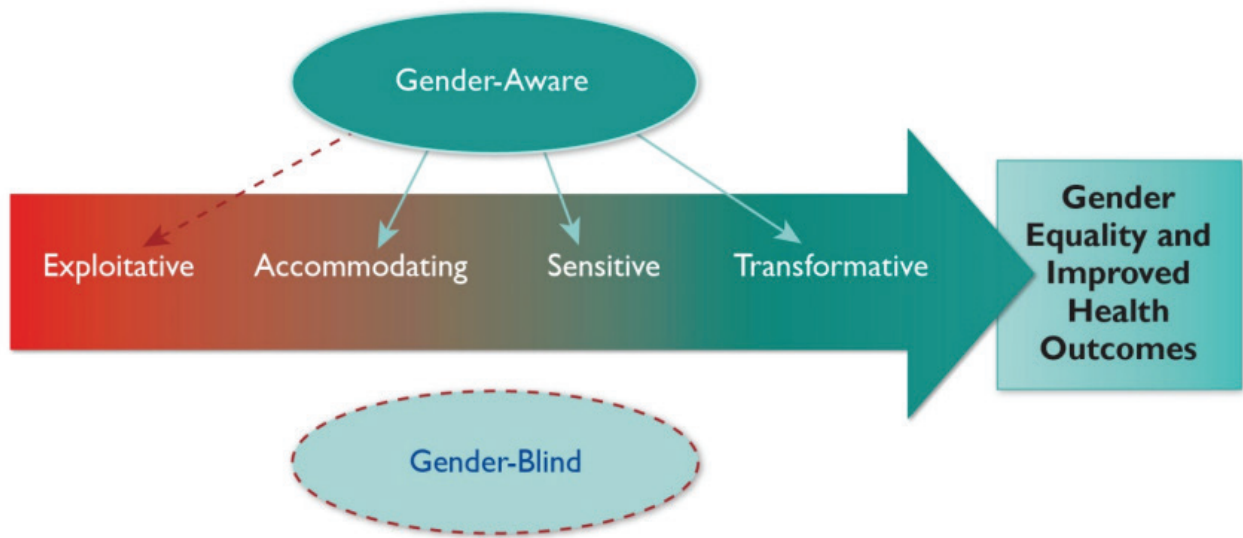 Gender-Aware
Exploitative
Accommodating
Sensitive
Transformative
Gender
Equality and
Improved
Health
Outcomes
Gender-Blind